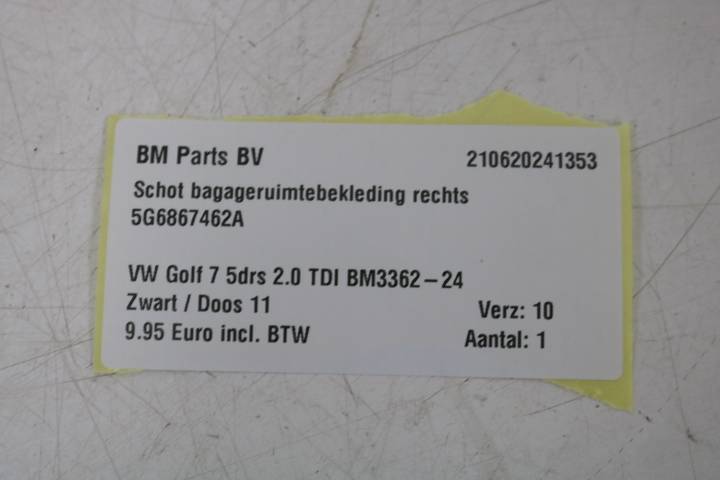 BM Parts BV 210620241353
Schot bagageruimtebekleding rechts
5G6867462A
VW Golf 7 5drs 2.0 TDI BM3362-24
Zwart / Doos 11 Verz: 10
9.95 Euro incl. BTW Aantal: 1